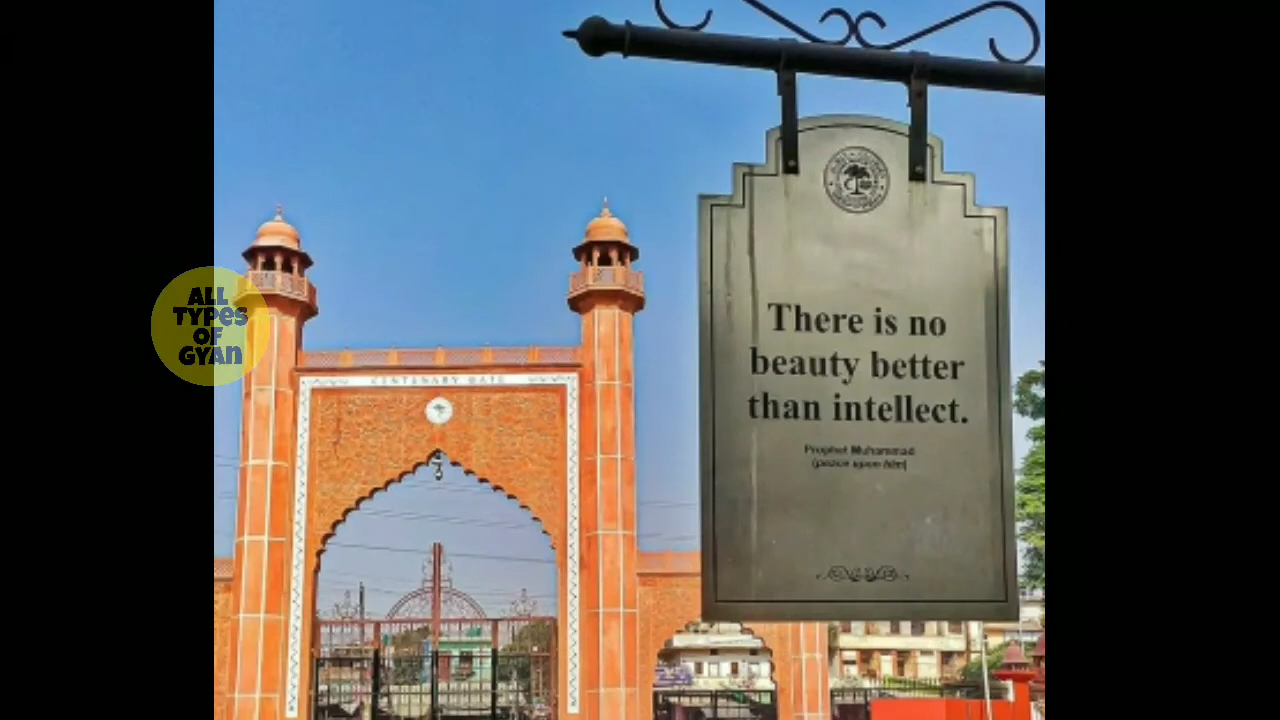 ALL
TYPES
OF
GYAN
CENTENARY GATE
There is no
beauty better
than intellect.
Prophet Muhammad
(peace upon him)